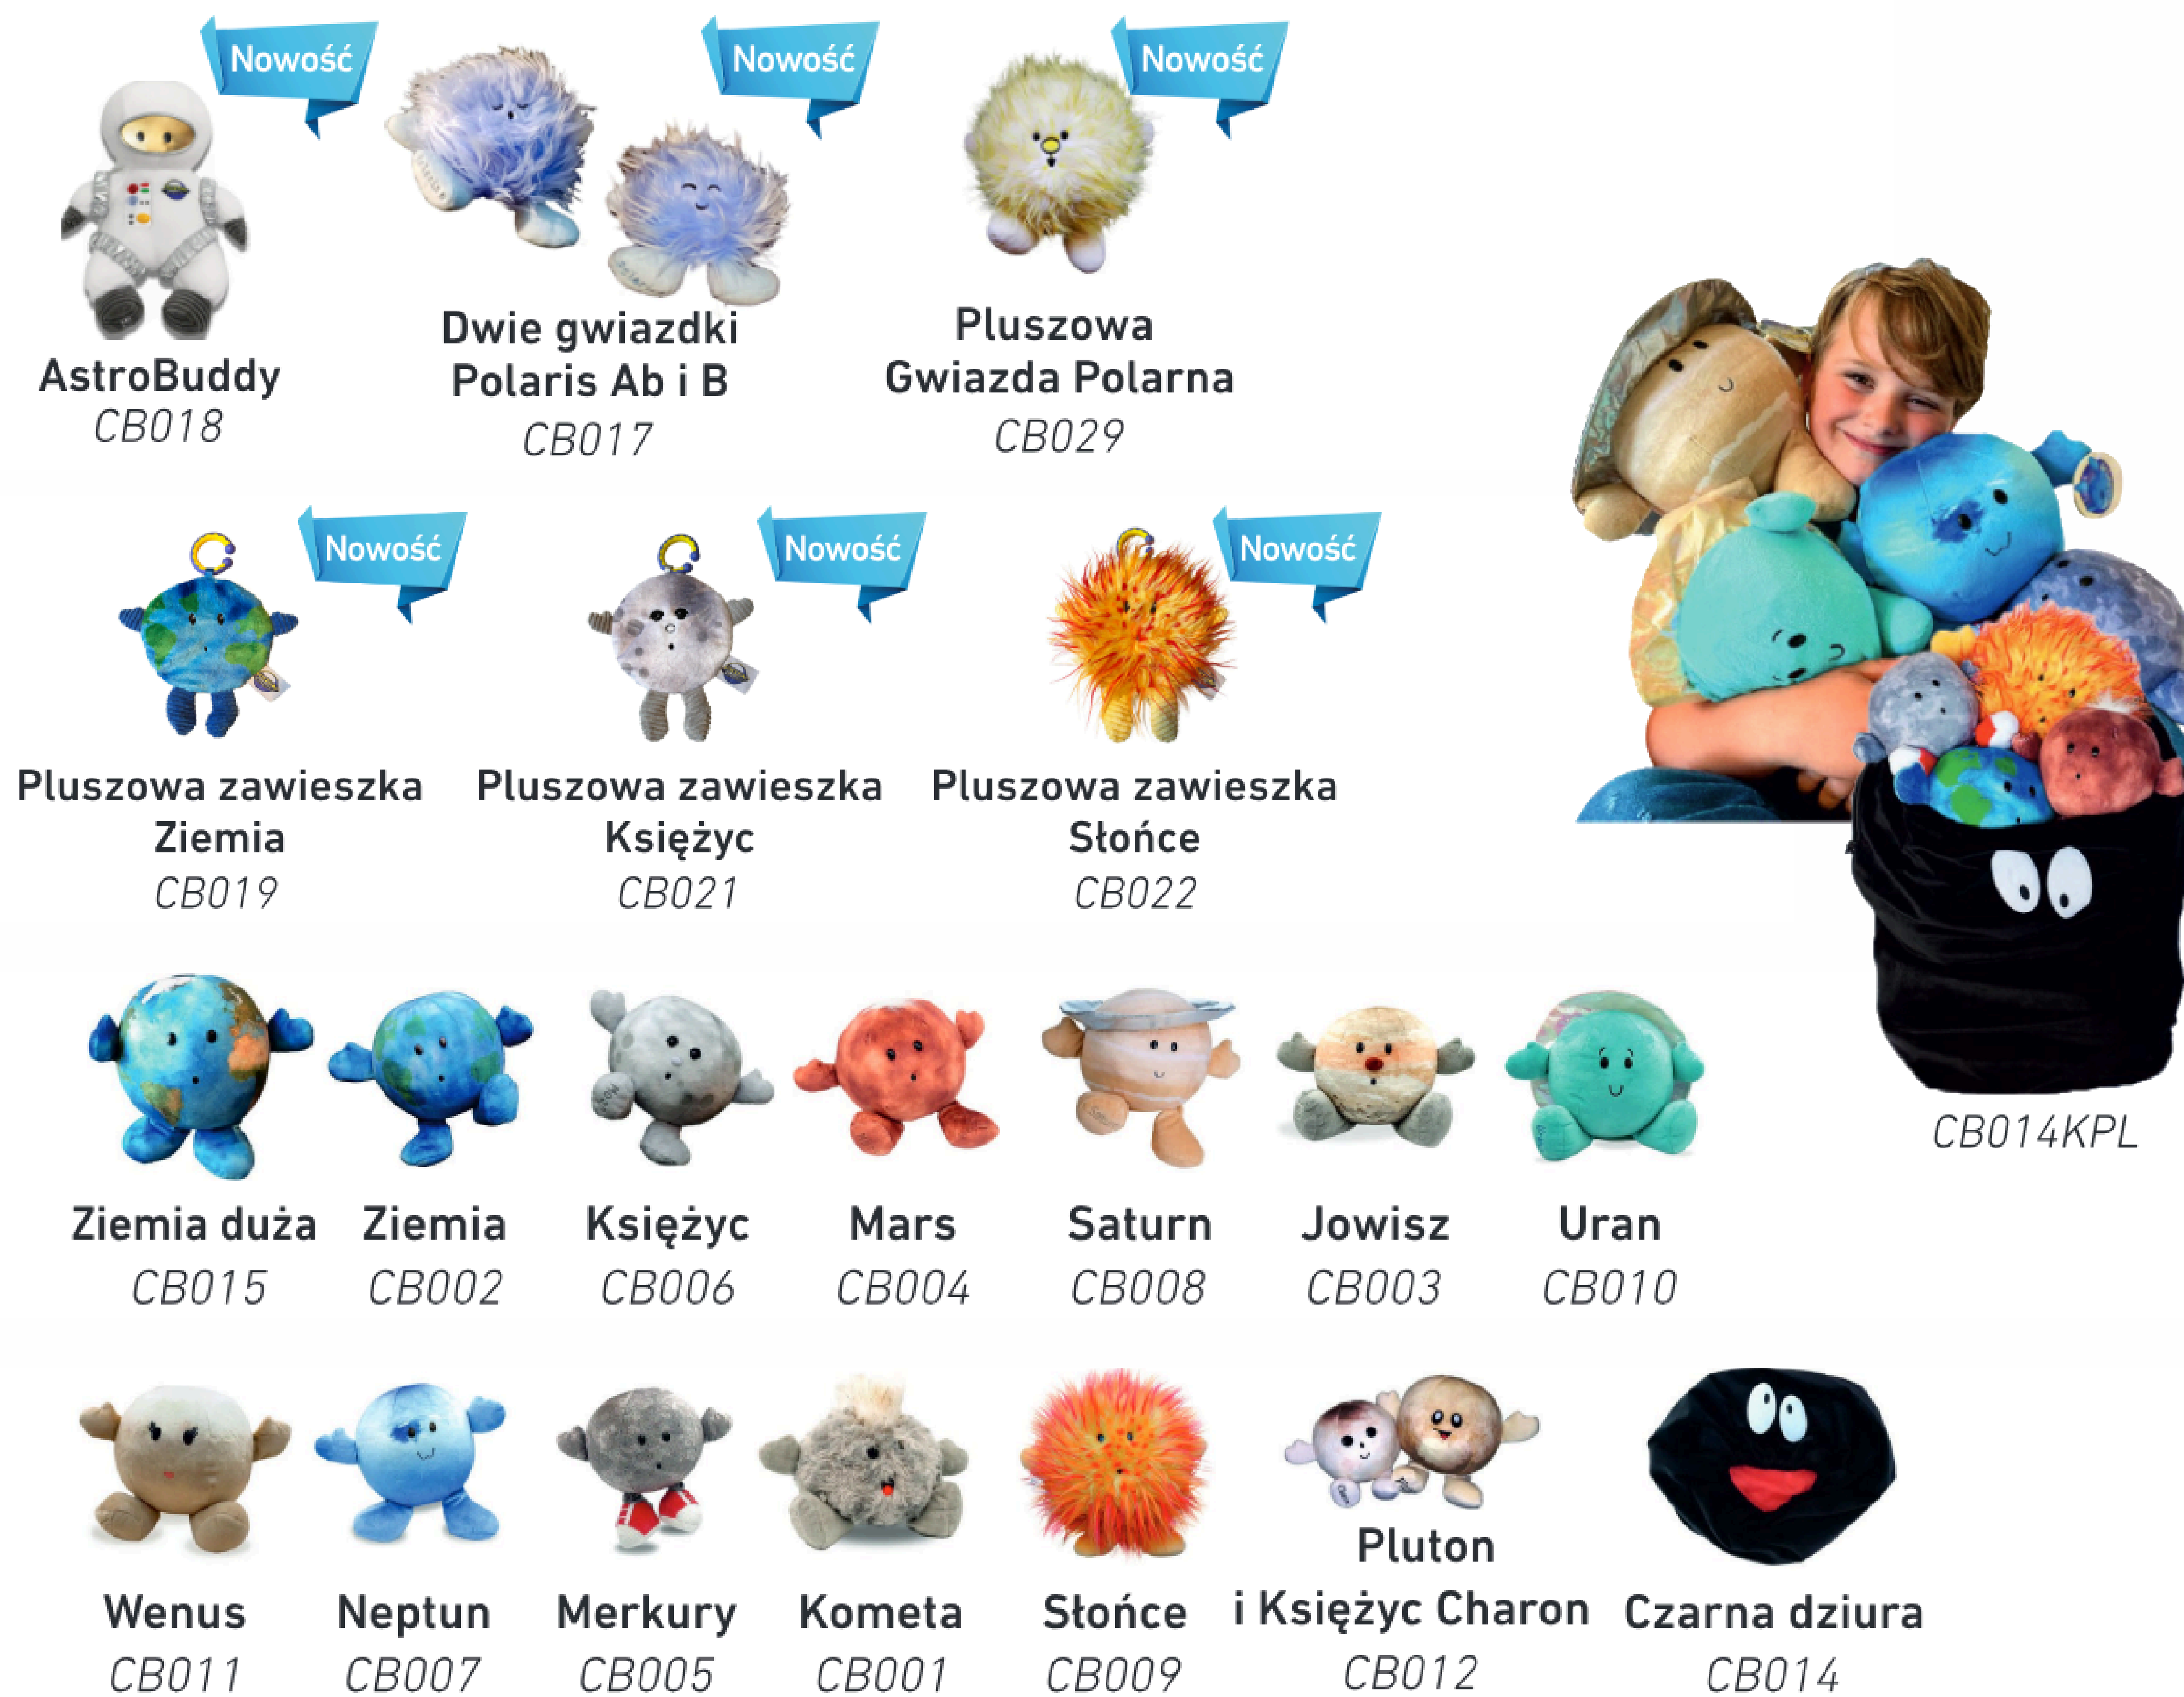 Nowość
Nowość
Nowość
AstroBuddy
CB018
Dwie gwiazdki
Polaris Ab i B
CB017
Pluszowa
Gwiazda Polarna
CB029
Nowość
Nowość
Nowość
Pluszowa zawieszka
Ziemia
CB019
Pluszowa zawieszka
Księżyc
CB021
Pluszowa zawieszka
Słońce
CB022
CB014KPL
Ziemia duża
CB015
Ziemia
CB002
Księżyc
CB006
Mars
CB004
Saturn
CB008
Jowisz
CB003
Uran
CB010
Wenus
CB011
Neptun
CB007
Merkury
CB005
Kometa
CB001
Słońce
CB009
Pluton
i Księżyc Charon
CB012
Czarna dziura
CB014